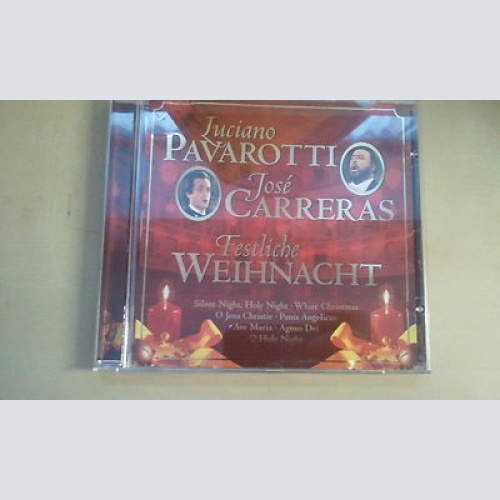 Luciano
PAVAROTTI
José
CARRERAS
Festliche
WEIHNACHT
Silent Night, Holy Night · White Christmas
O Jesu Christe · Panis Angelicus
Ave Maria · Agnus Dei
O Holy Night